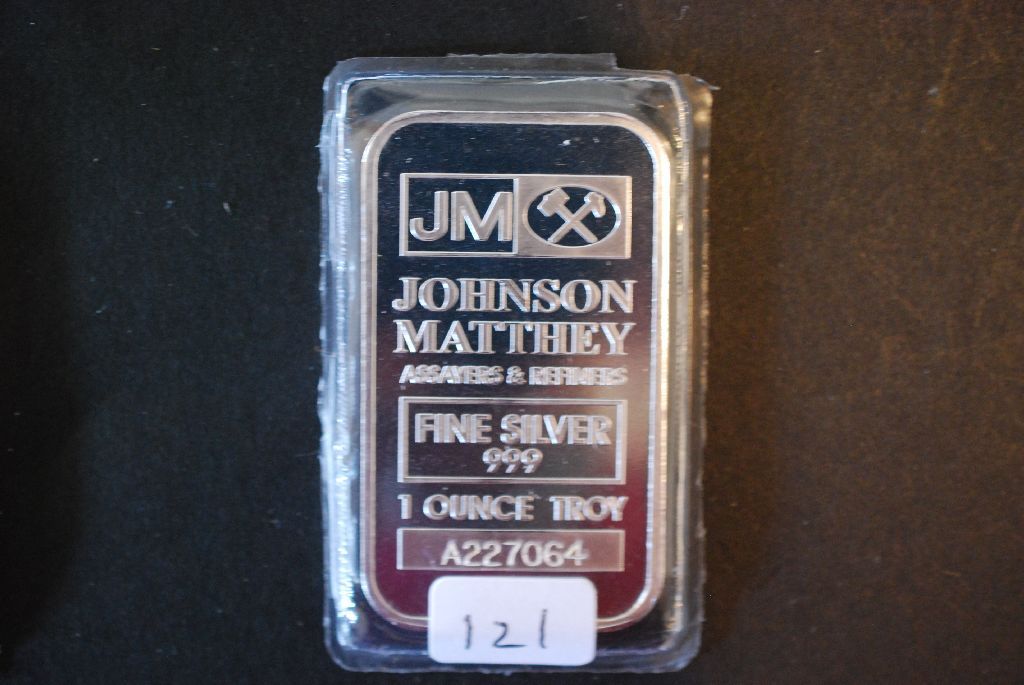 JM
JOHNSON
MATTHEY
ASSAYERS & REFINERS
FINE SILVER
999
1 OUNCE TROY
A227064
121